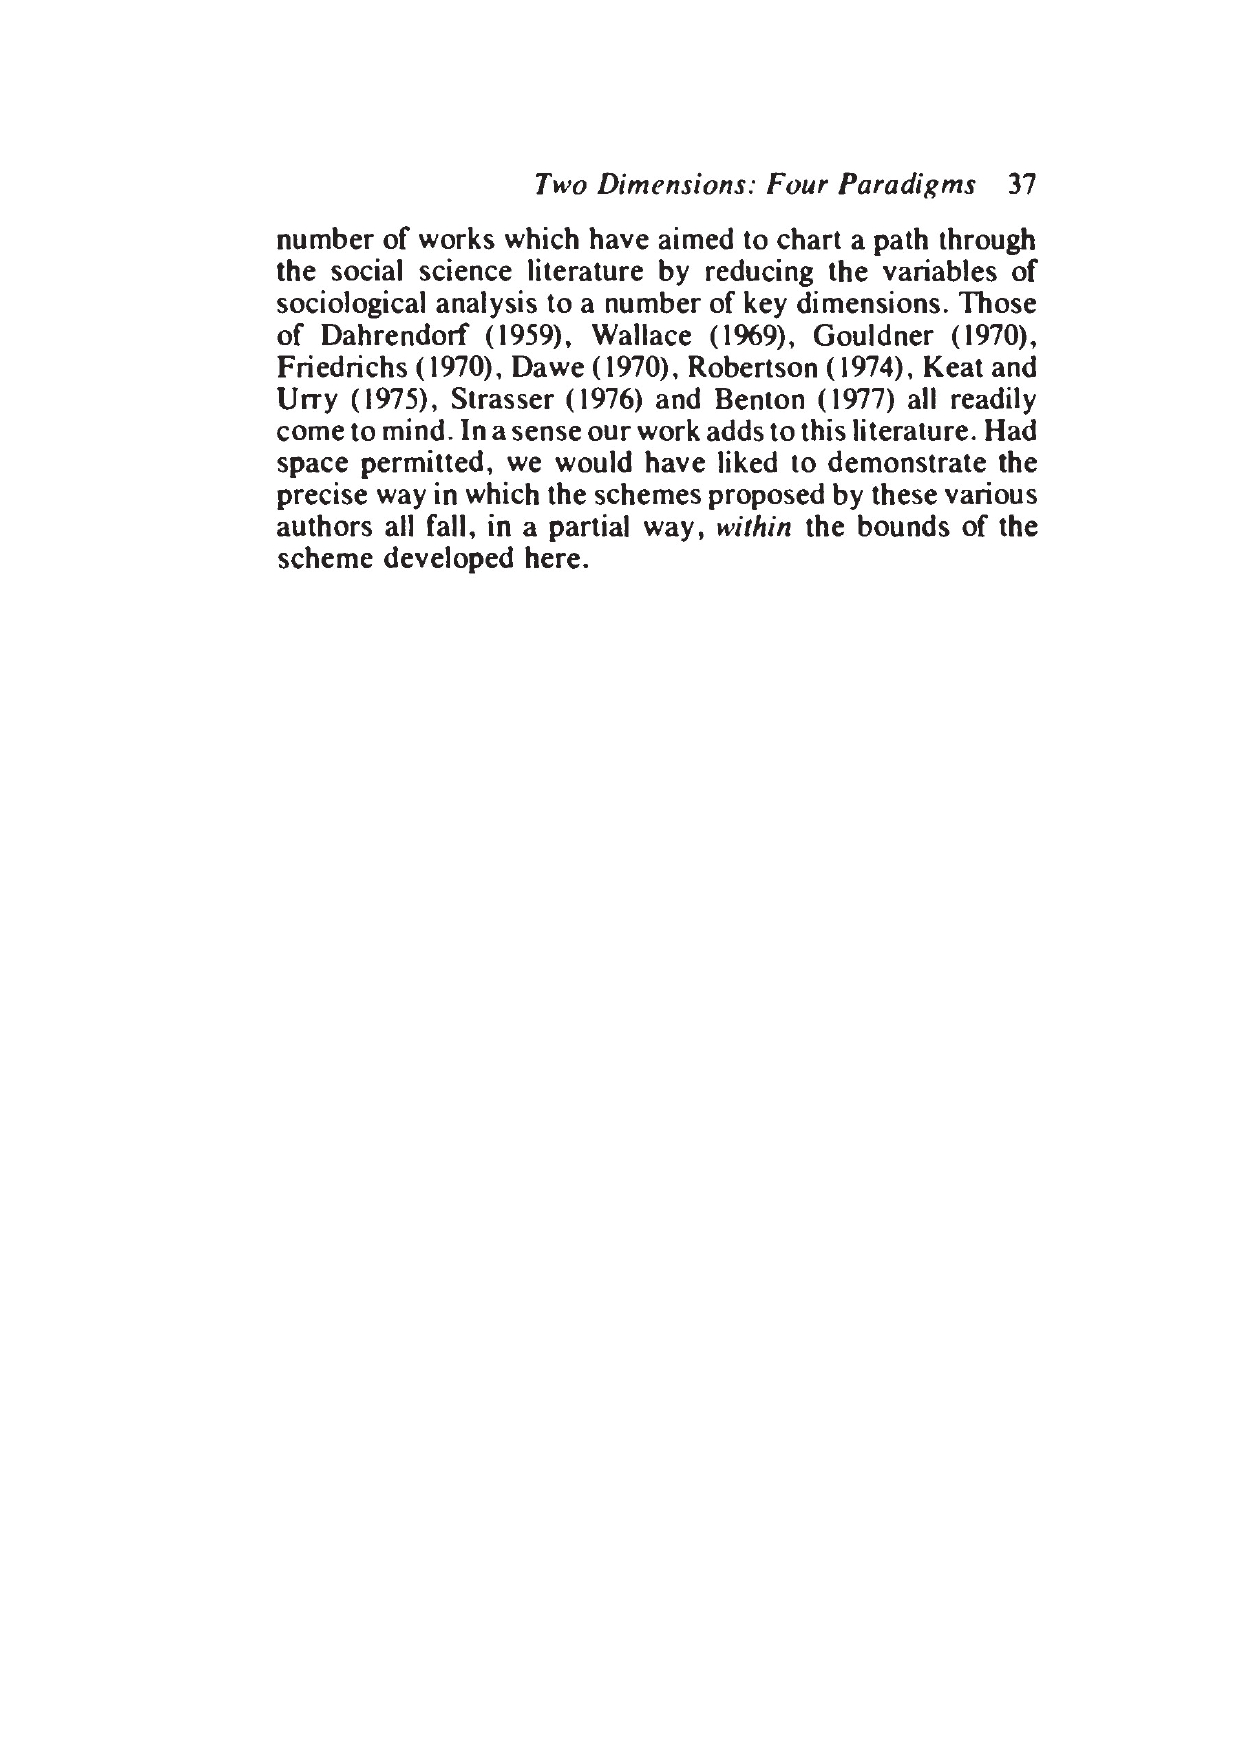 Two Dimensions: Four Paradigms 37
number of works which have aimed to chart a path through
the social science literature by reducing the variables of
sociological analysis to a number of key dimensions. Those
of Dahrendorf (1959), Wallace (1969), Gouldner (1970),
Friedrichs (1970), Dawe (1970), Robertson (1974), Keat and
Urry (1975), Strasser (1976) and Benton (1977) all readily
come to mind. In a sense our work adds to this literature. Had
space permitted, we would have liked to demonstrate the
precise way in which the schemes proposed by these various
authors all fall, in a partial way, within the bounds of the
scheme developed here.